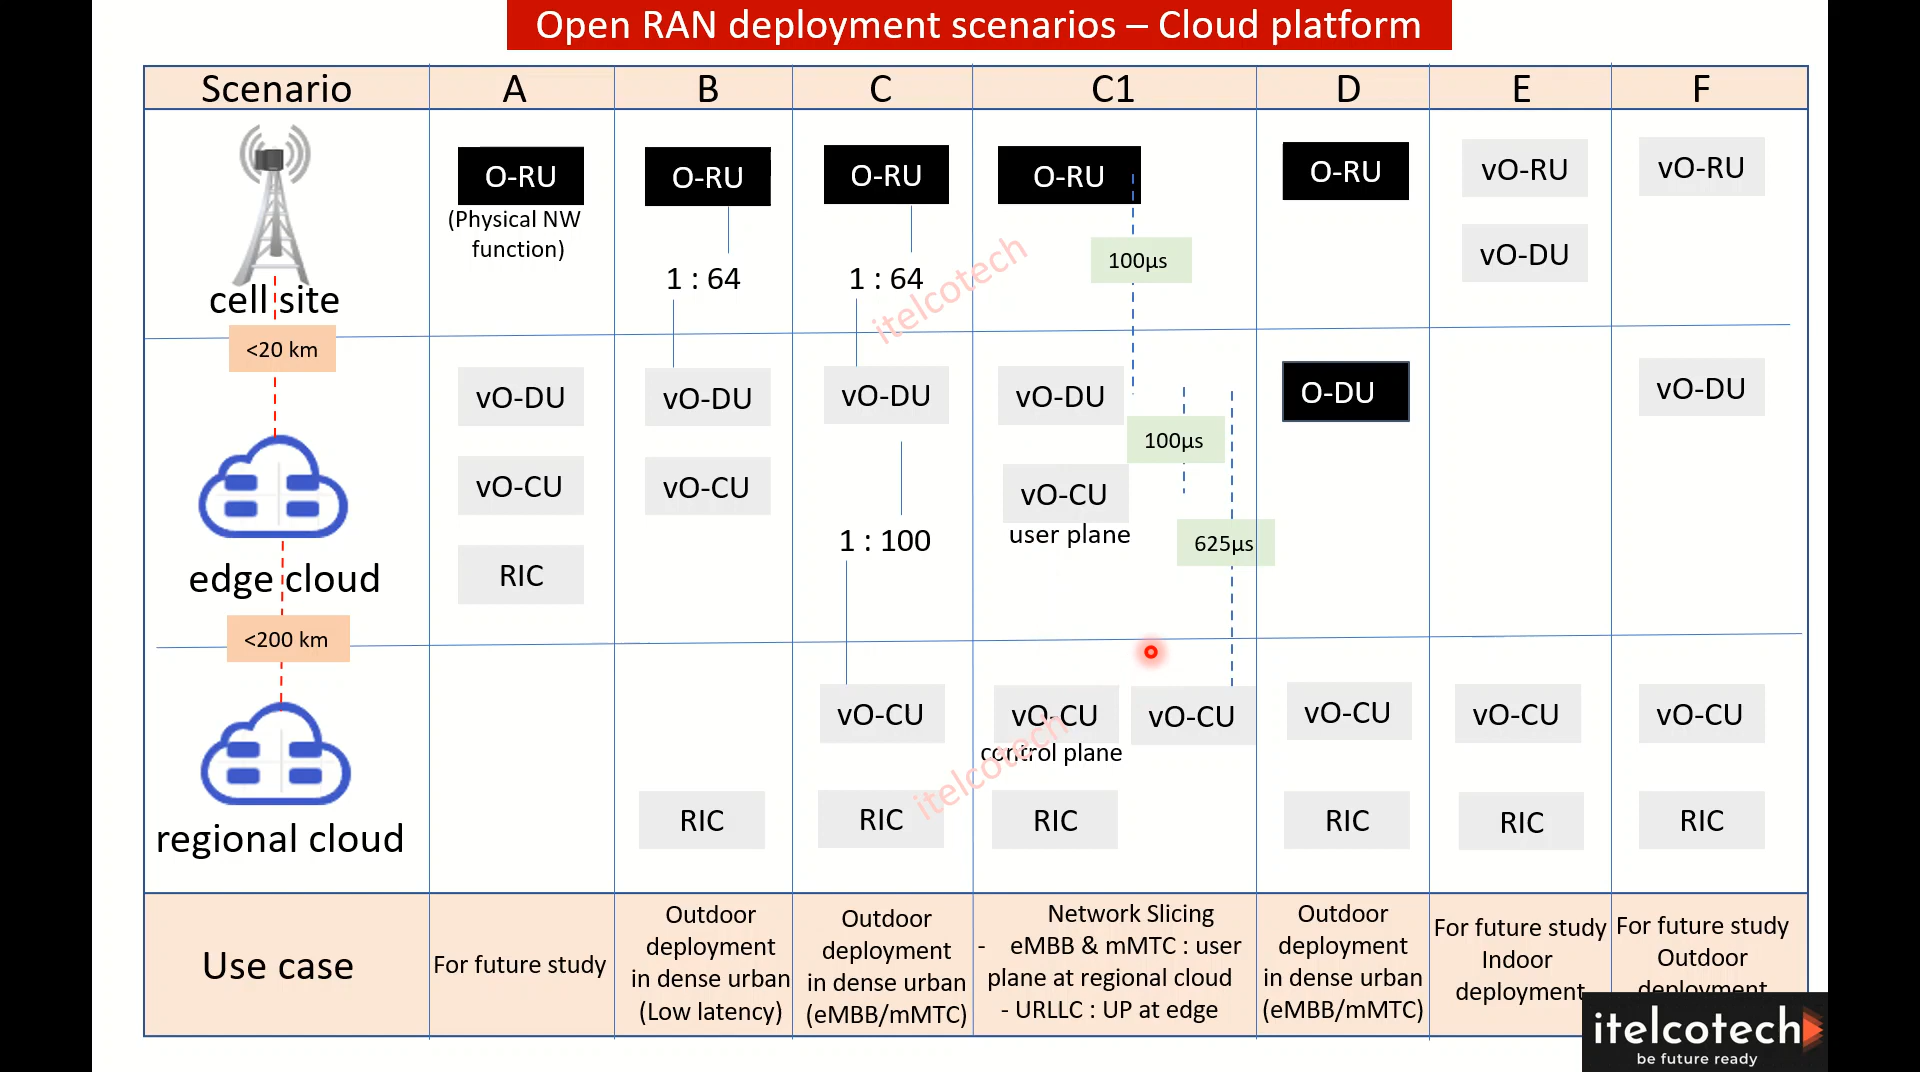 Open RAN deployment scenarios – Cloud platform
Scenario
A
B
C
C1
D
E
F
O-RU
O-RU
O-RU
O-RU
O-RU
vO-RU
vO-RU
(Physical NW
function)
vO-DU
100µs
1 : 64
1 : 64
cell site
itelcotech
<20 km
vO-DU
vO-DU
vO-DU
vO-DU
O-DU
vO-DU
100µs
vO-CU
vO-CU
vO-CU
user plane
1 : 100
625µs
RIC
edge cloud
<200 km
vO-CU
vO-CU
vO-CU
vO-CU
vO-CU
vO-CU
control plane
itelcotech
RIC
RIC
RIC
RIC
RIC
RIC
regional cloud
Use case
For future study
Outdoor
deployment
in dense urban
(Low latency)
Outdoor
deployment
in dense urban
(eMBB/mMTC)
Network Slicing
- eMBB & mMTC : user
plane at regional cloud
- URLLC : UP at edge
Outdoor
deployment
in dense urban
(eMBB/mMTC)
For future study
Indoor
deployment
For future study
Outdoor
deployment
itelcotech
be future ready